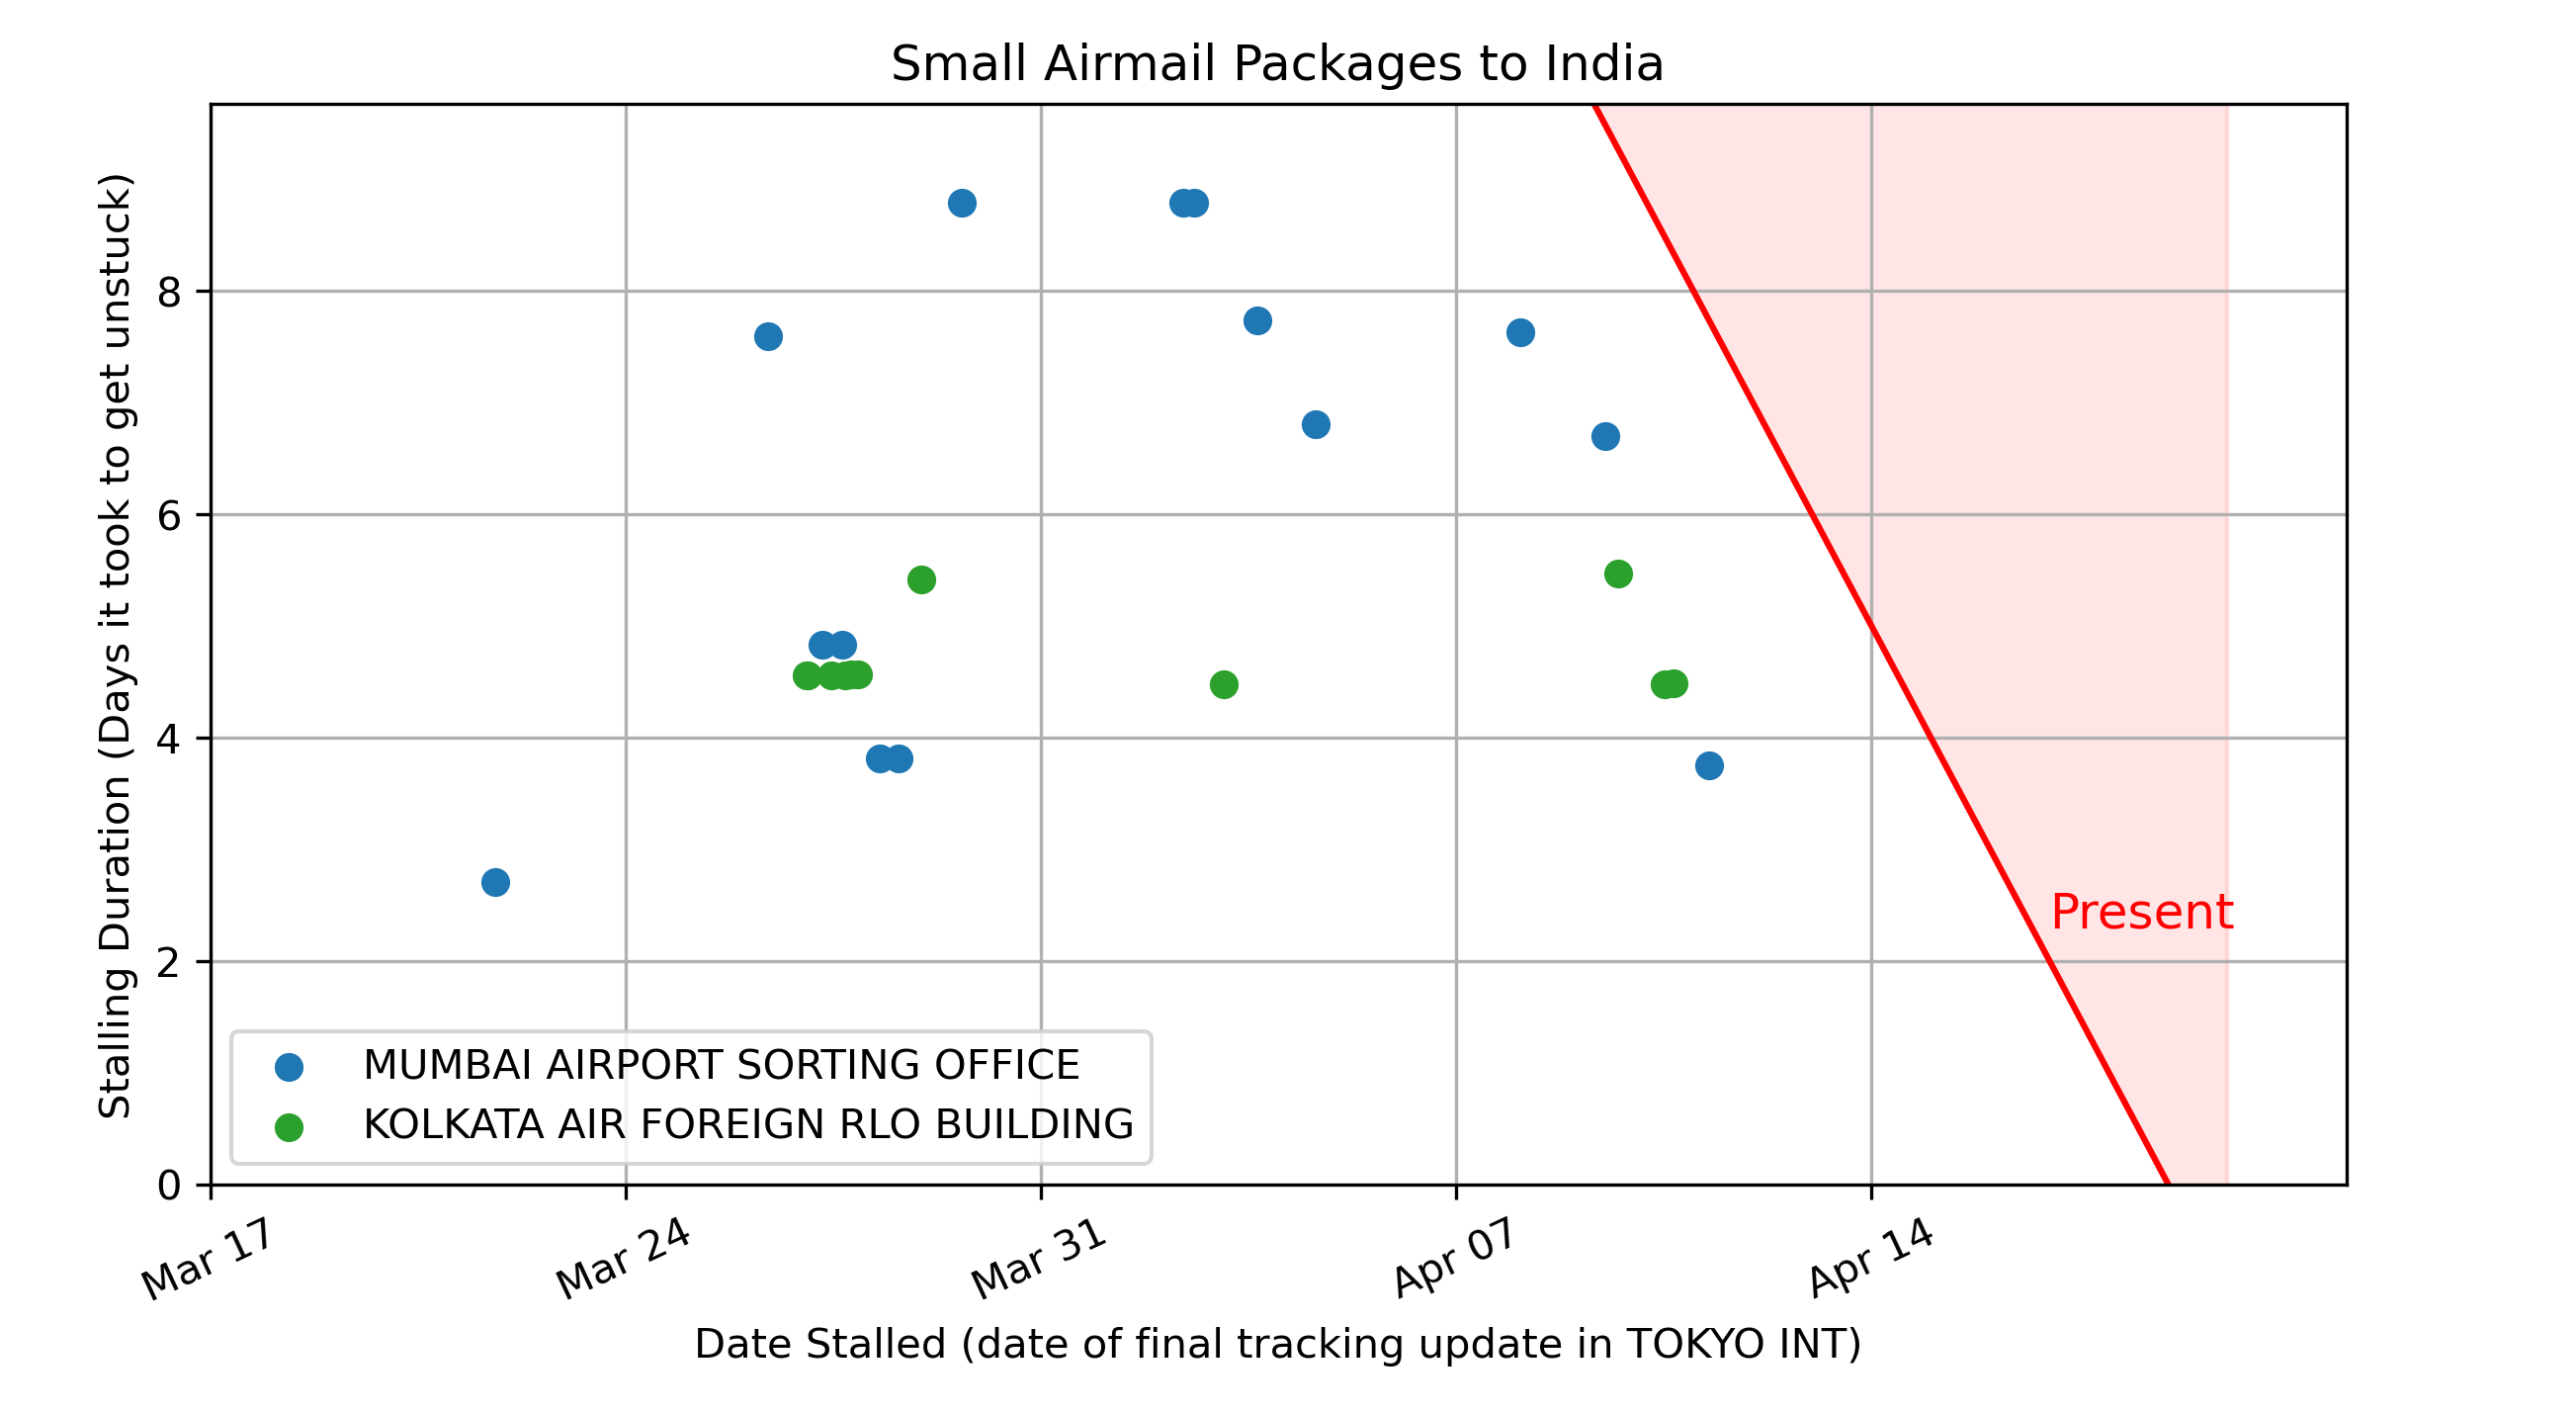 Small Airmail Packages to India
Stalling Duration (Days it took to get unstuck)
8
6
4
2
0
Present
MUMBAI AIRPORT SORTING OFFICE
KOLKATA AIR FOREIGN RLO BUILDING
Mar 17
Mar 24
Mar 31
Apr 07
Apr 14
Date Stalled (date of final tracking update in TOKYO INT)